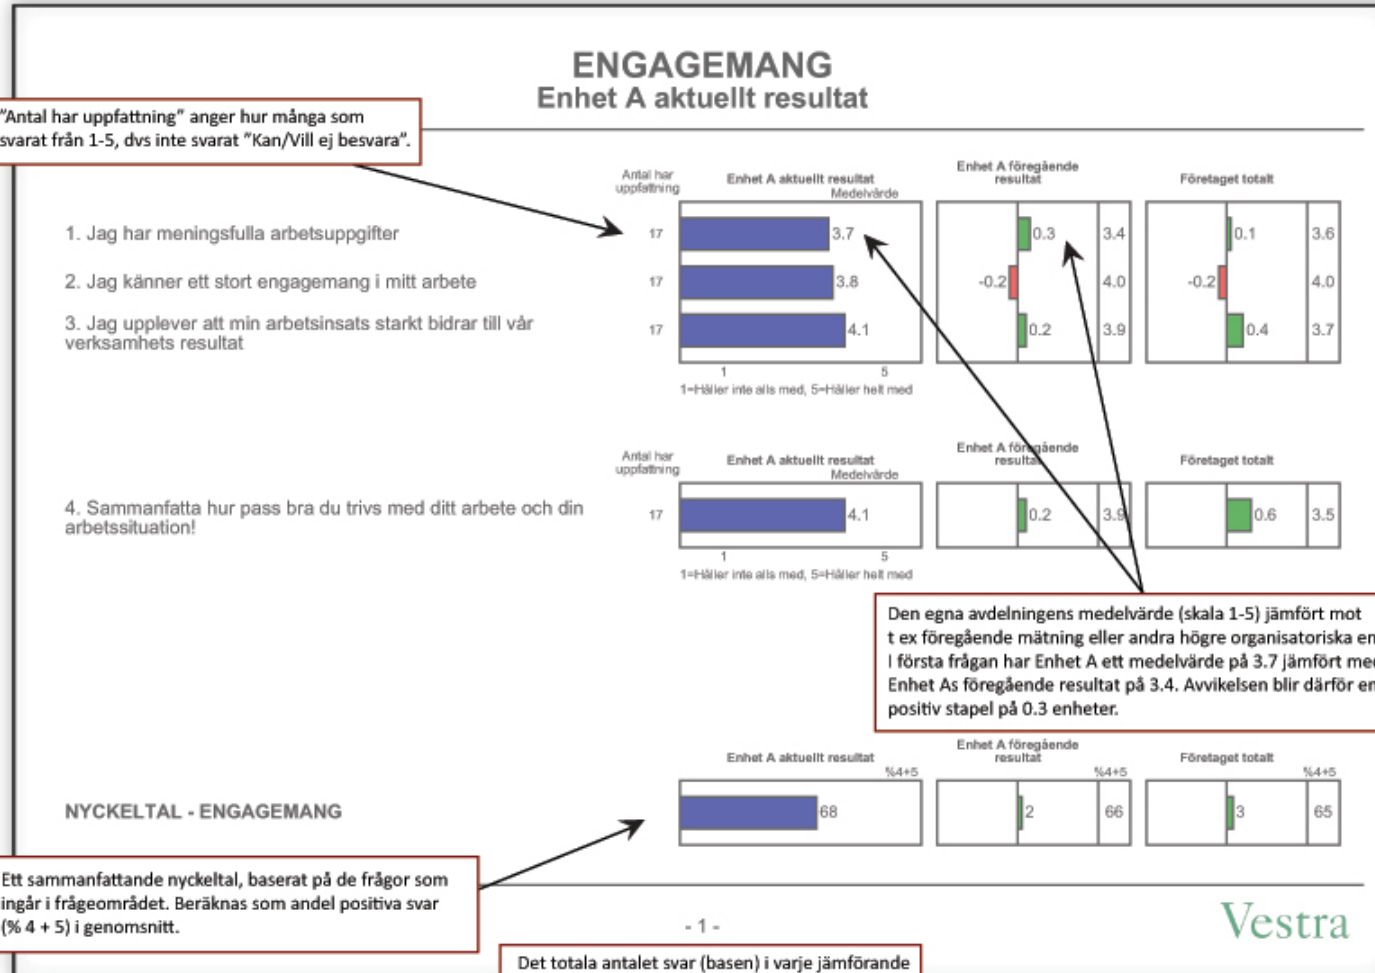 ENGAGEMANG
Enhet A aktuellt resultat
"Antal har uppfattning" anger hur många som
svarat från 1-5, dvs inte svarat "Kan/Vill ej besvara".
Antal har
uppfattning
Enhet A aktuellt resultat
Medelvärde
Enhet A föregående
resultat
Företaget totalt
1. Jag har meningsfulla arbetsuppgifter
17 3.7 0.3 3.4 0.1 3.6
2. Jag känner ett stort engagemang i mitt arbete
17 3.8 -0.2 4.0 -0.2 4.0
3. Jag upplever att min arbetsinsats starkt bidrar till vår
verksamhets resultat
17 4.1 0.2 3.9 0.4 3.7
1 5
1=Håller inte alls med, 5=Håller helt med
Antal har
uppfattning
Enhet A aktuellt resultat
Medelvärde
Enhet A föregående
resultat
Företaget totalt
4. Sammanfatta hur pass bra du trivs med ditt arbete och din
arbetssituation!
17 4.1 0.2 3.9 0.6 3.5
1 5
1=Håller inte alls med, 5=Håller helt med
Den egna avdelningens medelvärde (skala 1-5) jämfört mot
t ex föregående mätning eller andra högre organisatoriska en
I första frågan har Enhet A ett medelvärde på 3.7 jämfört med
Enhet As föregående resultat på 3.4. Avvikelsen blir därför en
positiv stapel på 0.3 enheter.
Enhet A aktuellt resultat
%4+5
Enhet A föregående
resultat
%4+5
Företaget totalt
%4+5
NYCKELTAL - ENGAGEMANG
68 2 66 3 65
Ett sammanfattande nyckeltal, baserat på de frågor som
ingår i frågeområdet. Beräknas som andel positiva svar
(% 4 + 5) i genomsnitt.
- 1 -
Vestra
Det totala antalet svar (basen) i varje jämförande